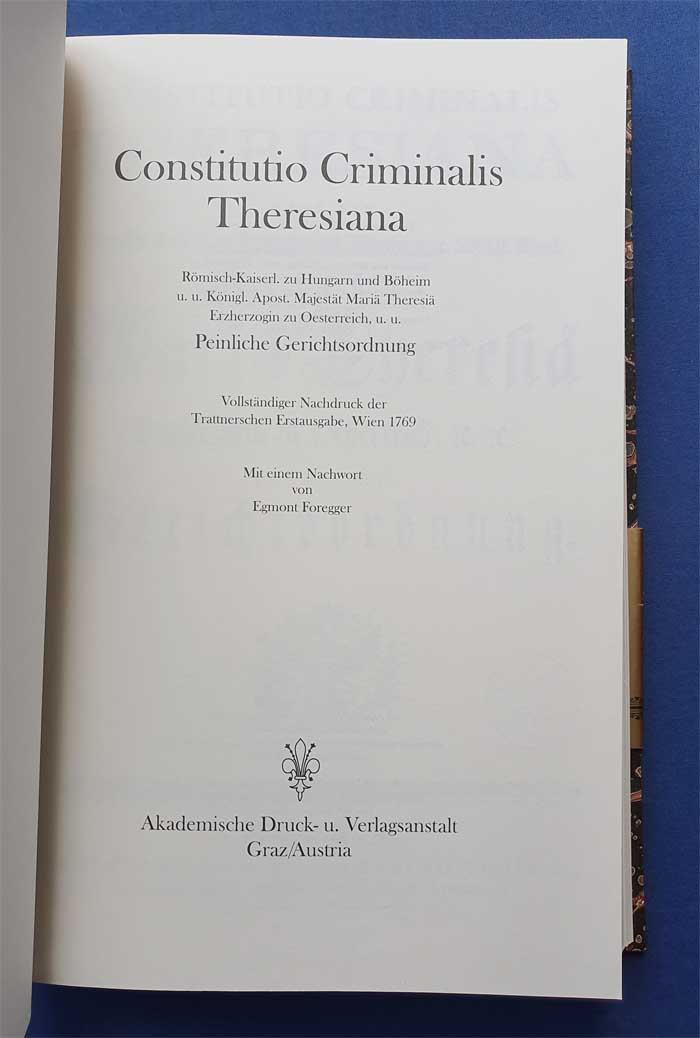 Constitutio Criminalis
Theresiana
Römisch-Kaiserl. zu Hungarn und Böheim
u. u. Königl. Apost. Majestät Mariä Theresiä
Erzherzogin zu Oesterreich, u. u.
Peinliche Gerichtsordnung
Vollständiger Nachdruck der
Trattnerschen Erstausgabe, Wien 1769
Mit einem Nachwort
von
Egmont Foregger
Akademische Druck- u. Verlagsanstalt
Graz/Austria